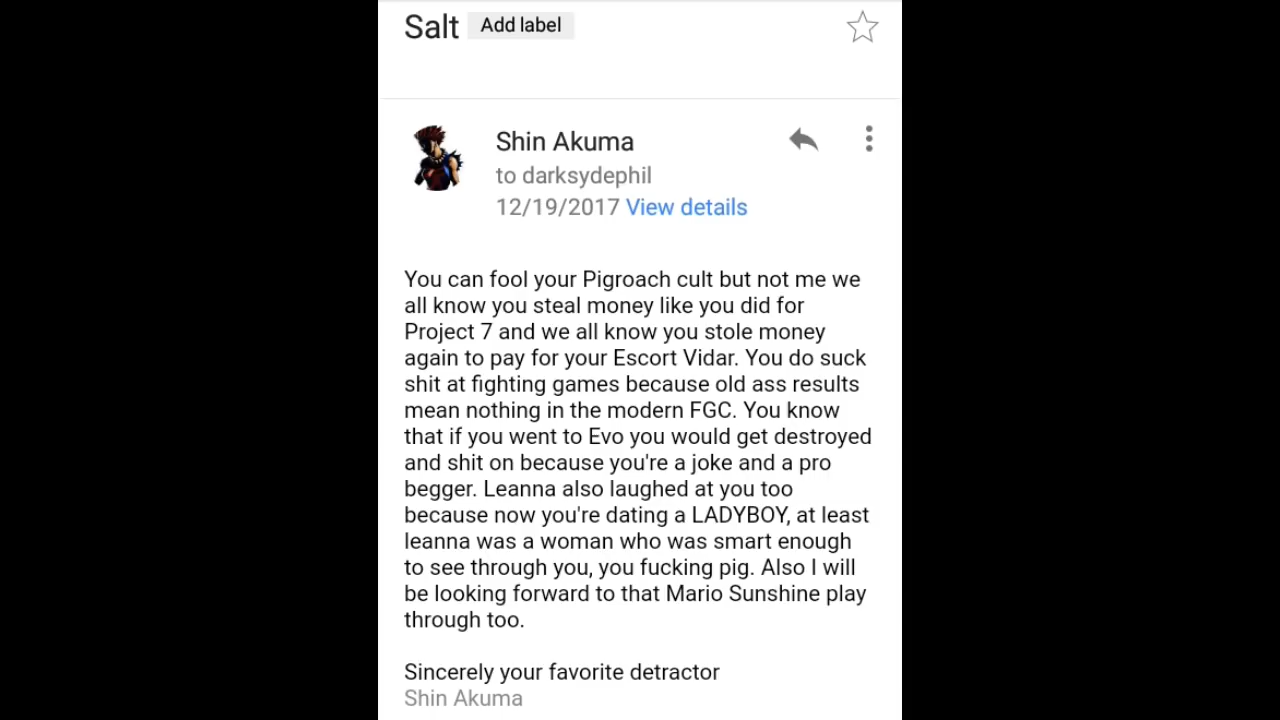 Salt Add label
Shin Akuma
to darksydephil
12/19/2017 View details
You can fool your Pigroach cult but not me we
all know you steal money like you did for
Project 7 and we all know you stole money
again to pay for your Escort Vidar. You do suck
shit at fighting games because old ass results
mean nothing in the modern FGC. You know
that if you went to Evo you would get destroyed
and shit on because you're a joke and a pro
begger. Leanna also laughed at you too
because now you're dating a LADYBOY, at least
leanna was a woman who was smart enough
to see through you, you fucking pig. Also I will
be looking forward to that Mario Sunshine play
through too.
Sincerely your favorite detractor
Shin Akuma